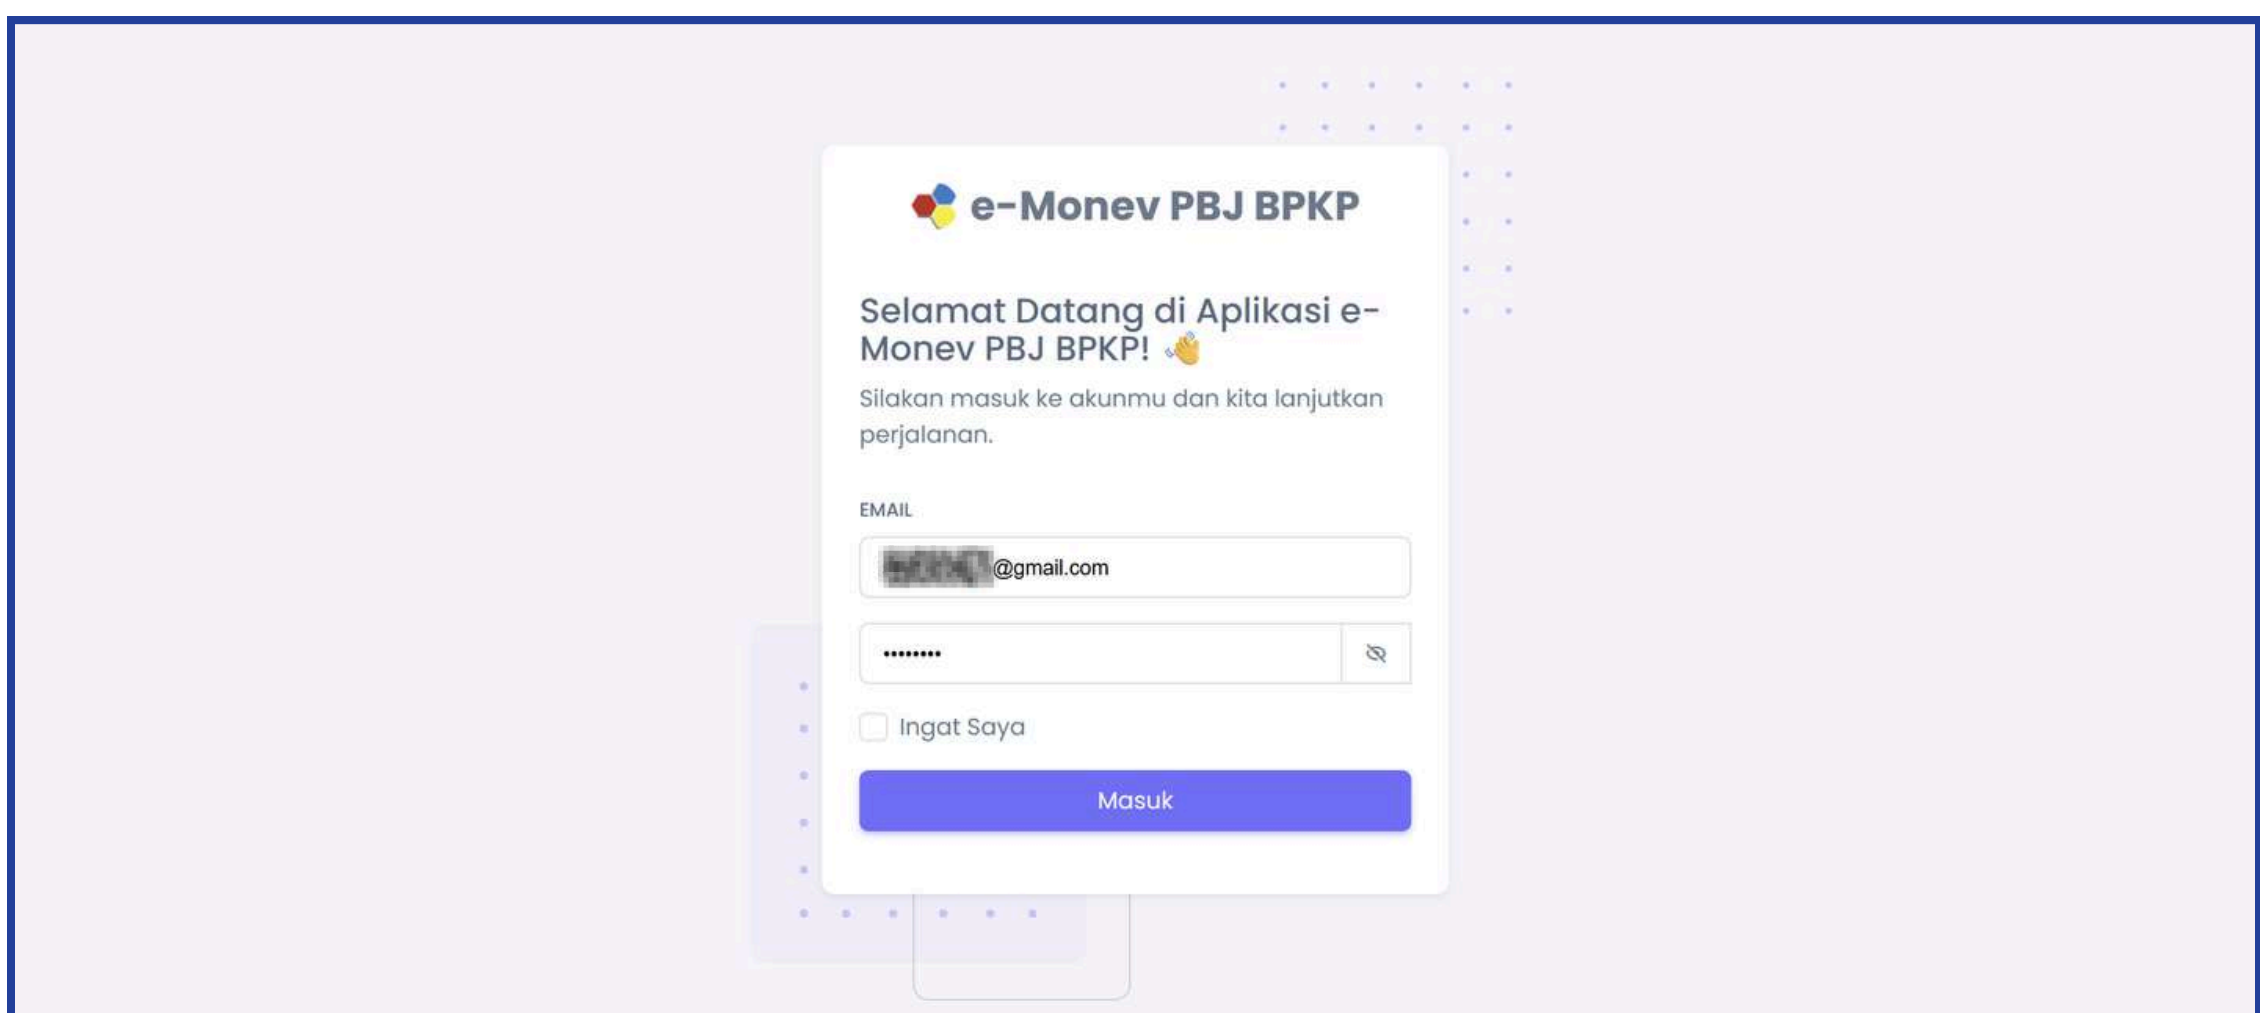 e-Monev PBJ BPKP
Selamat Datang di Aplikasi e-
Monev PBJ BPKP! 👋
Silakan masuk ke akunmu dan kita lanjutkan
perjalanan.
EMAIL
@gmail.com
••••••••
Ingat Saya
Masuk